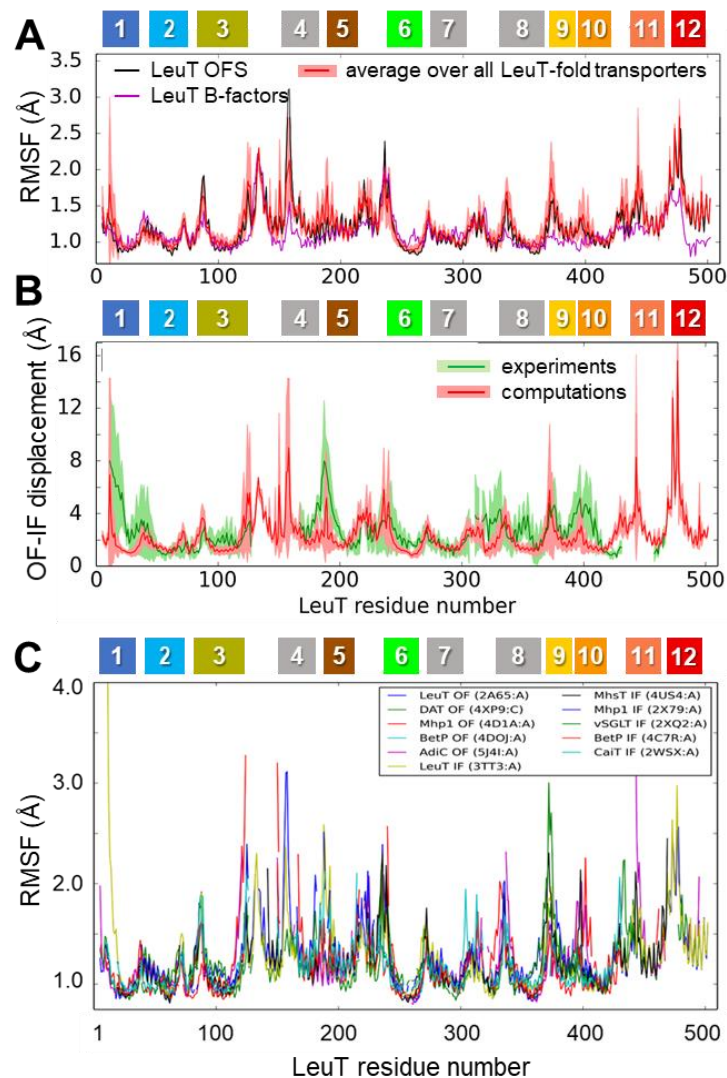 A
1 2 3 4 5 6 7 8 9 10 11 12
3.5
LeuT OFS
average over all LeuT-fold transporters
LeuT B-factors
3.0
2.5
2.0
1.5
1.0
RMSF (Å)
0 100 200 300 400 500
B
1 2 3 4 5 6 7 8 9 10 11 12
16
experiments
computations
12
8
4
0
OF-IF displacement (Å)
0 100 200 300 400 500
LeuT residue number
C
1 2 3 4 5 6 7 8 9 10 11 12
4.0
LeuT OF (2A65:A) MhsT IF (4US4:A)
DAT OF (4XP9:C) Mhp1 IF (2X79:A)
Mhp1 OF (4D1A:A) vSGLT IF (2XQ2:A)
BetP OF (4DOJ:A) BetP IF (4C7R:A)
AdiC OF (5J4I:A) CaiT IF (2WSX:A)
LeuT IF (3TT3:A)
3.0
2.0
1.0
RMSF (Å)
1 100 200 300 400 500
LeuT residue number